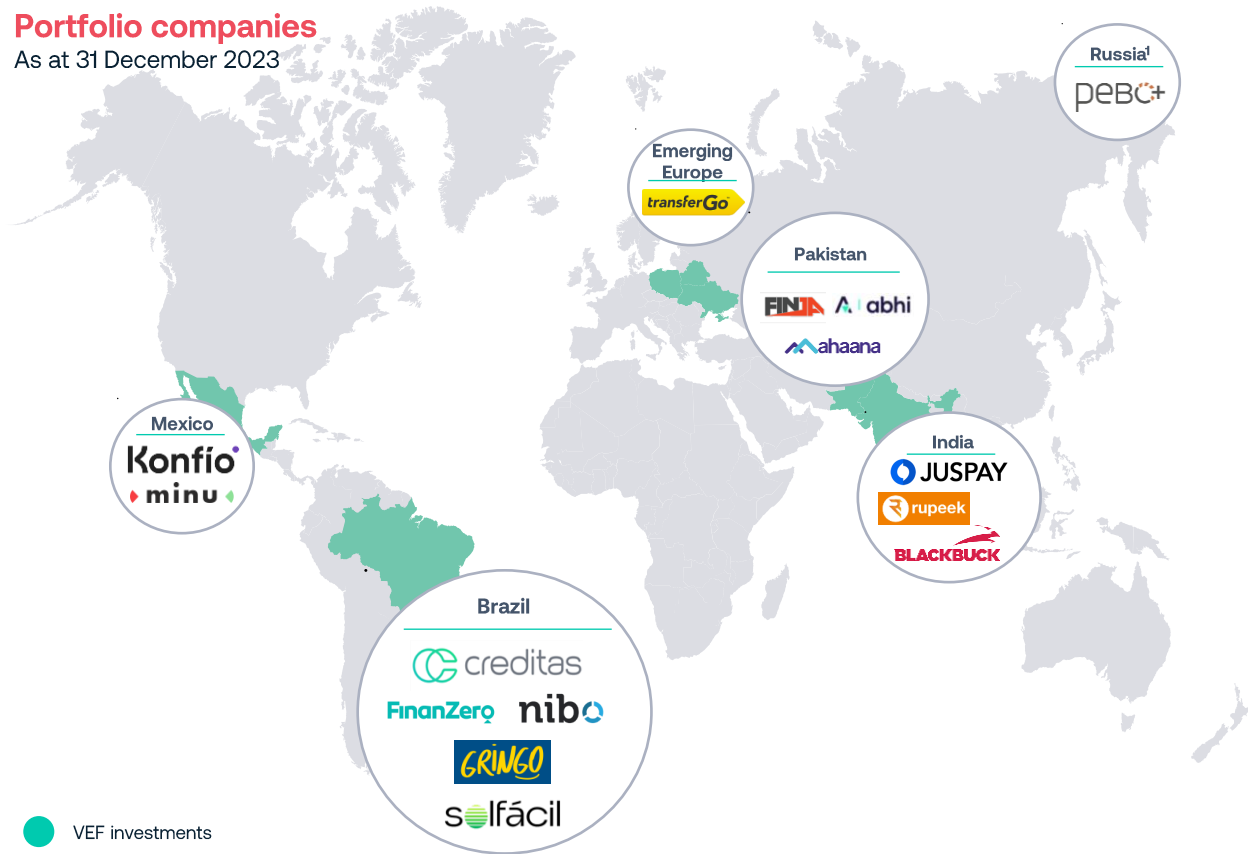 Portfolio companies
As at 31 December 2023
Russia¹
рево+
Emerging
Europe
transferGo
Pakistan
FINJA abhi
mahaana
Mexico
Konfío
minu
India
JUSPAY
rupeek
BLACKBUCK
Brazil
creditas
FinanZero nibo
GRINGO
solfácil
VEF investments